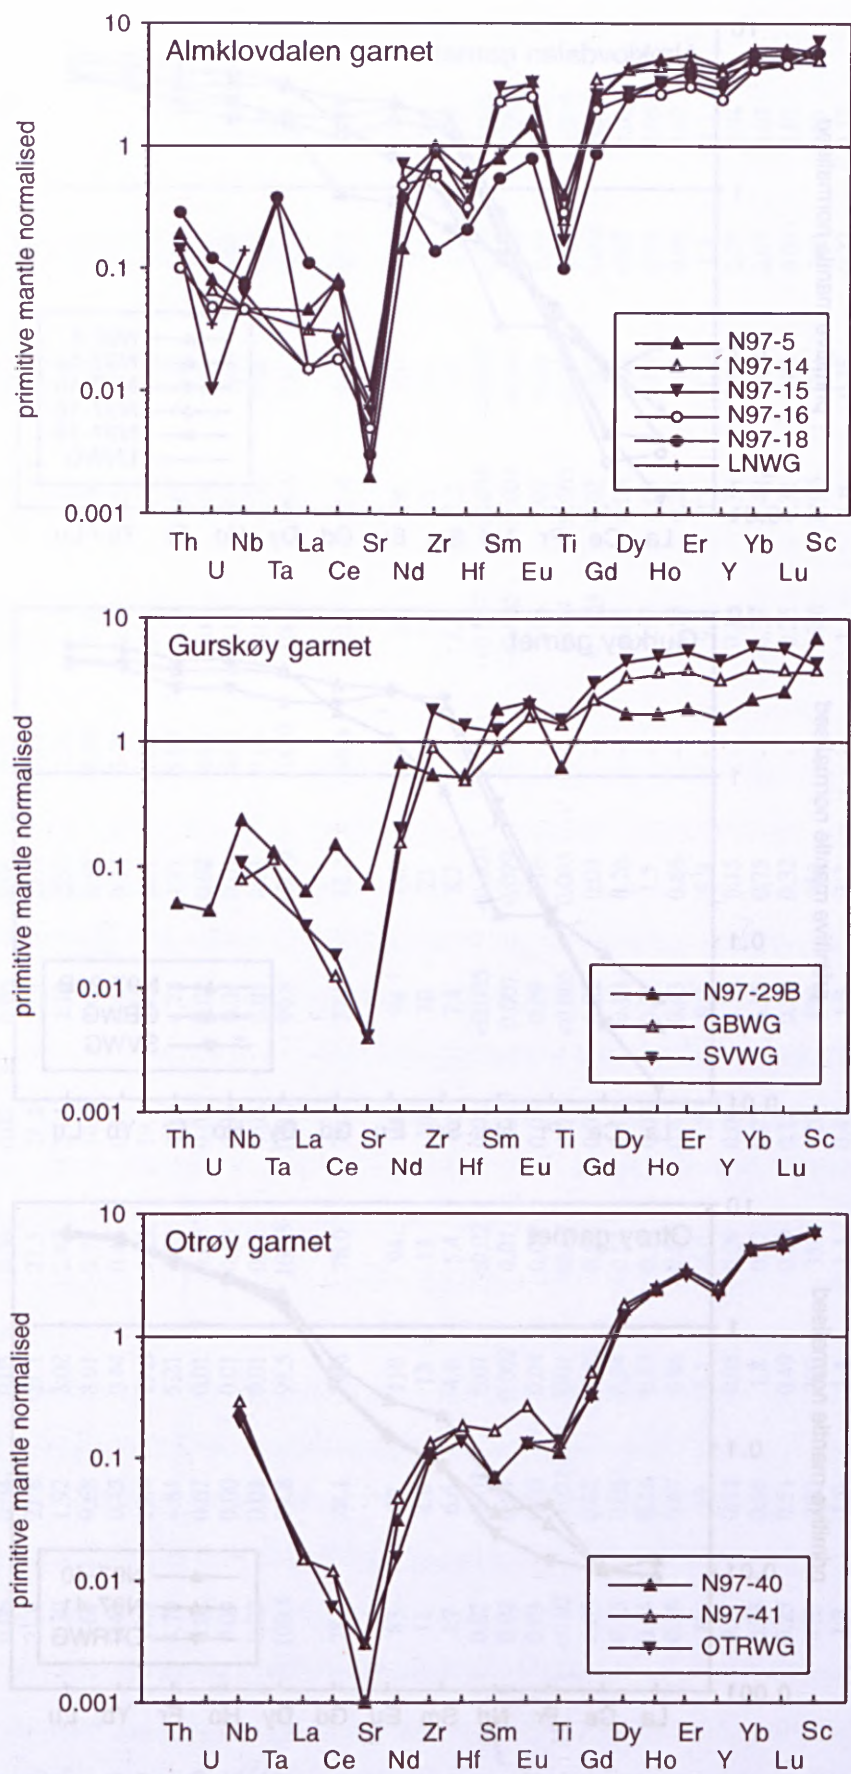 Almklovdalen garnet
primitive mantle normalised
10
1
0.1
0.01
0.001
N97-5
N97-14
N97-15
N97-16
N97-18
LNWG
Th Nb La Sr Zr Sm Ti Dy Er Yb Sc
U Ta Ce Nd Hf Eu Gd Ho Y Lu
Gurskøy garnet
primitive mantle normalised
10
1
0.1
0.01
0.001
N97-29B
GBWG
SVWG
Th Nb La Sr Zr Sm Ti Dy Er Yb Sc
U Ta Ce Nd Hf Eu Gd Ho Y Lu
Otrøy garnet
primitive mantle normalised
10
1
0.1
0.01
0.001
N97-40
N97-41
OTRWG
Th Nb La Sr Zr Sm Ti Dy Er Yb Sc
U Ta Ce Nd Hf Eu Gd Ho Y Lu